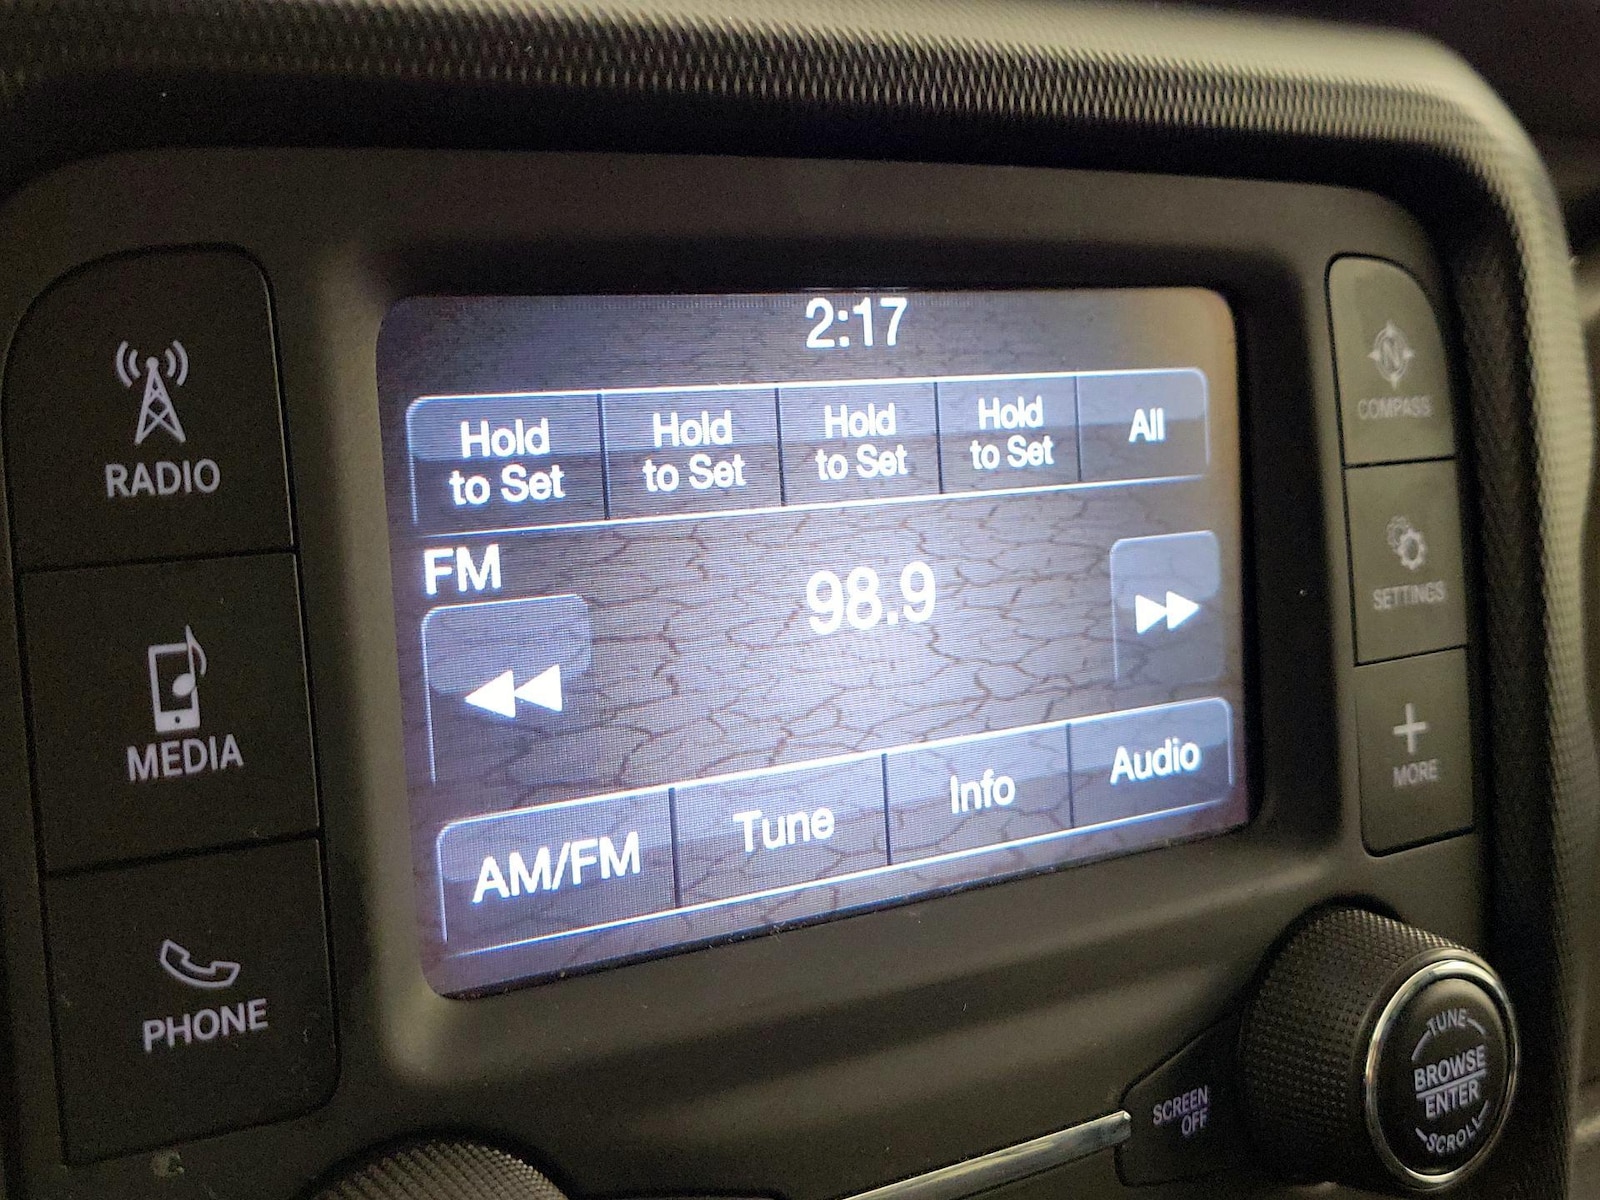 2:17
Hold
to Set
Hold
to Set
Hold
to Set
Hold
to Set
All
FM
98.9
AM/FM
Tune
Info
Audio
RADIO
MEDIA
PHONE
N
COMPASS
SETTINGS
MORE
SCREEN
OFF
TUNE
BROWSE
ENTER
SCROLL